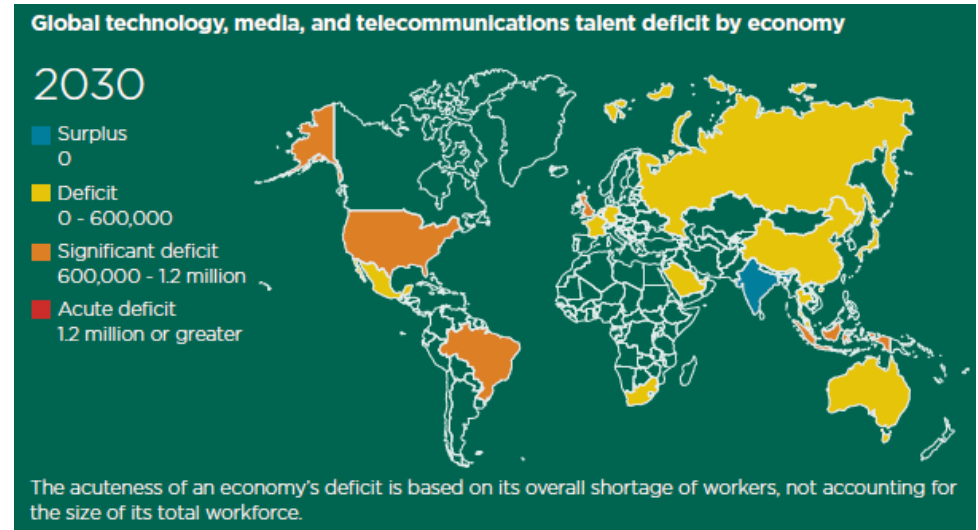 Global technology, media, and telecommunications talent deficit by economy
2030
Surplus
0
Deficit
0 - 600,000
Significant deficit
600,000 - 1.2 million
Acute deficit
1.2 million or greater
The acuteness of an economy's deficit is based on its overall shortage of workers, not accounting for
the size of its total workforce.